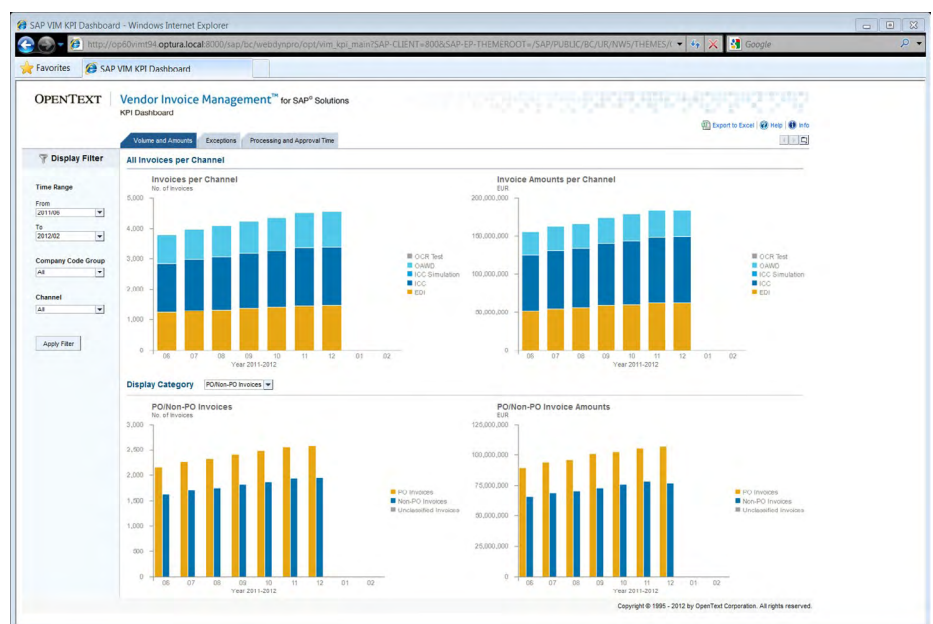 SAP VIM KPI Dashboard - Windows Internet Explorer
http://op60vimt94.optura.local:8000/sap/bc/webdynpro/opt/vim_kpi_main?SAP-CLIENT=800&SAP-EP-THEMEROOT=/SAP/PUBLIC/BC/UR/NW5/THEMES/
Google
Favorites SAP VIM KPI Dashboard
OPENTEXT Vendor Invoice Management™ for SAP® Solutions
KPI Dashboard
Export to Excel Help Info
Volume and Amounts Exceptions Processing and Approval Time
Display Filter
Time Range
From
2011/06
To
2012/02
Company Code Group
All
Channel
All
Apply Filter
All Invoices per Channel
Invoices per Channel
No. of Invoices
5,000
4,000
3,000
2,000
1,000
0
06 07 08 09 10 11 12 01 02
Year 2011-2012
OCR Test
OAWD
ICC Simulation
ICC
EDI
Invoice Amounts per Channel
EUR
200,000,000
150,000,000
100,000,000
50,000,000
0
06 07 08 09 10 11 12 01 02
Year 2011-2012
OCR Test
OAWD
ICC Simulation
ICC
EDI
Display Category PO/Non-PO Invoices
PO/Non-PO Invoices
No. of Invoices
3,000
2,500
2,000
1,500
1,000
500
0
06 07 08 09 10 11 12 01 02
Year 2011-2012
PO Invoices
Non-PO Invoices
Unclassified Invoices
PO/Non-PO Invoice Amounts
EUR
125,000,000
100,000,000
75,000,000
50,000,000
25,000,000
0
06 07 08 09 10 11 12 01 02
Year 2011-2012
PO Invoices
Non-PO Invoices
Unclassified Invoices
Copyright © 1995 - 2012 by OpenText Corporation. All rights reserved.